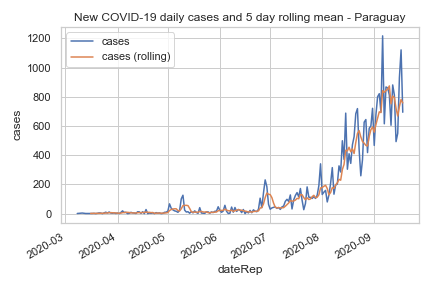 New COVID-19 daily cases and 5 day rolling mean - Paraguay
cases
cases (rolling)
1200
1000
800
600
400
200
0
cases
2020-03
2020-04
2020-05
2020-06
2020-07
2020-08
2020-09
dateRep